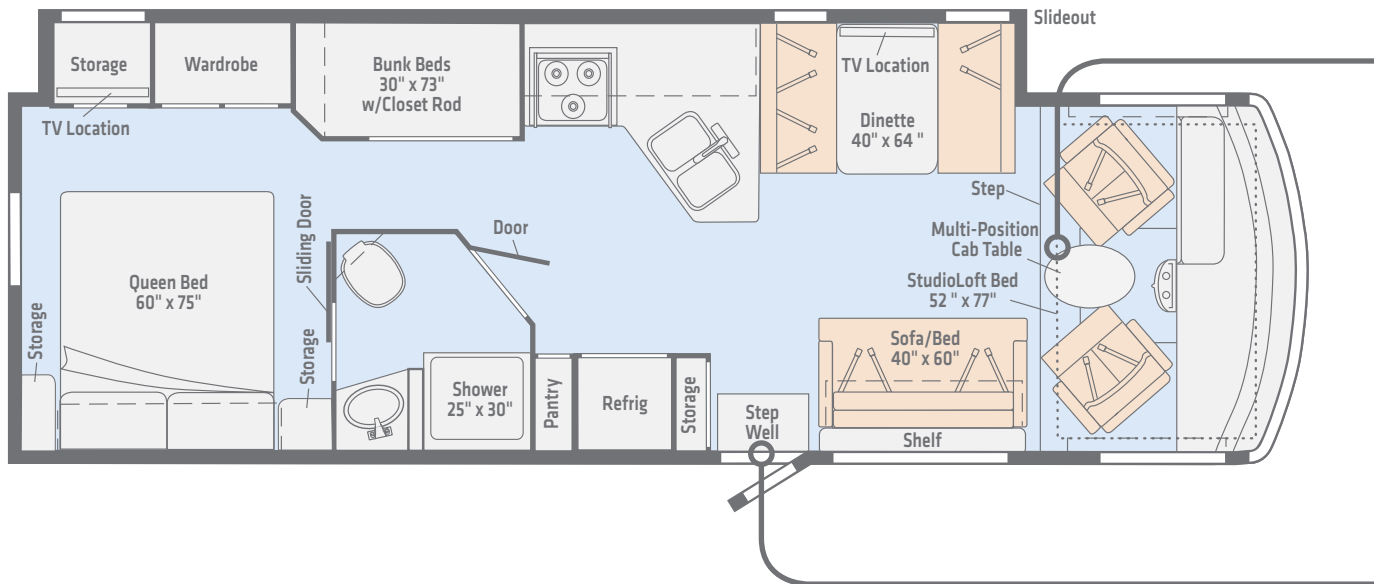 Slideout
Storage
Wardrobe
Bunk Beds
30" x 73"
w/Closet Rod
TV Location
TV Location
Dinette
40" x 64 "
Step
Multi-Position
Cab Table
StudioLoft Bed
52 " x 77"
Sliding Door
Door
Queen Bed
60" x 75"
Storage
Storage
Shower
25" x 30"
Pantry
Refrig
Storage
Step
Well
Sofa/Bed
40" x 60"
Shelf